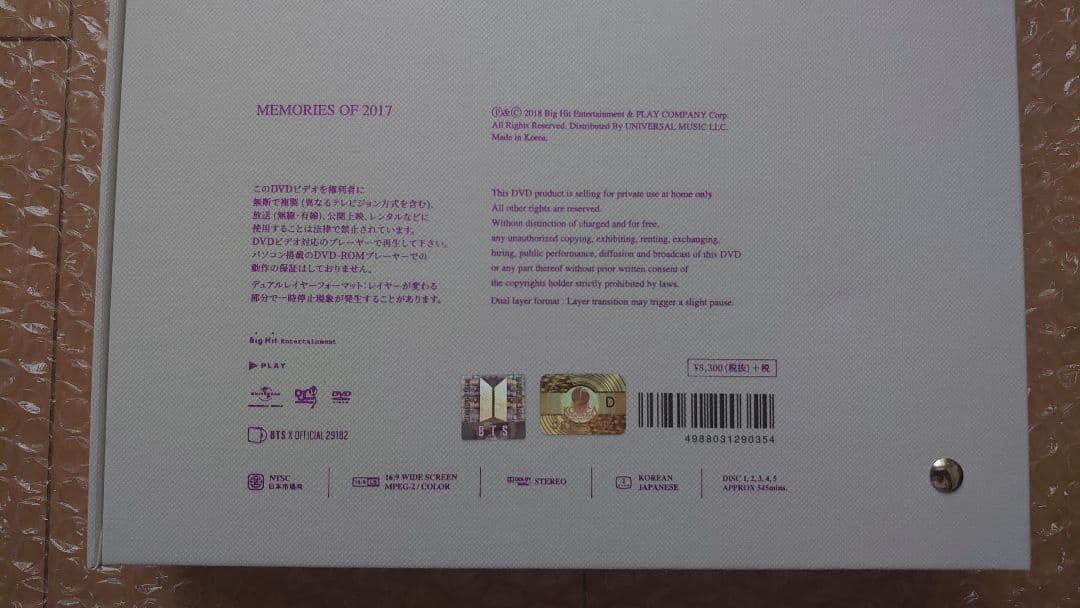 MEMORIES OF 2017
Ⓟ&Ⓒ 2018 Big Hit Entertainment & PLAY COMPANY Corp.
All Rights Reserved. Distributed By UNIVERSAL MUSIC LLC.
Made in Korea.
このDVDビデオを権利者に
無断で複製(異なるテレビジョン方式を含む)、
放送(無線・有線)、公開上映、レンタルなどに
使用することは法律で禁止されています。
DVDビデオ対応のプレーヤーで再生して下さい。
パソコン搭載のDVD-ROMプレーヤーでの
動作の保証はしておりません。
デュアルレイヤーフォーマット:レイヤーが変わる
部分で一時停止現象が発生することがあります。
This DVD product is selling for private use at home only
All other rights are reserved.
Without distinction of charged and for free,
any unauthorized copying, exhibiting, renting, exchanging,
hiring, public performance, diffusion and broadcast of this DVD
or any part thereof without prior written consent of
the copyrights holder strictly prohibited by laws.
Dual layer format : Layer transition may trigger a slight pause.
Big Hit Entertainment
PLAY
UNIVERSAL
DVD
VIDEO
BTS X OFFICIAL 29182
BTS
D
¥8,300(税抜)+税
4988031290354
NTSC
日本市場向
16:9 WIDE SCREEN
MPEG-2 / COLOR
DOLBY
STEREO
2
KOREAN
JAPANESE
DISC 1, 2, 3, 4, 5
APPROX 545mins.